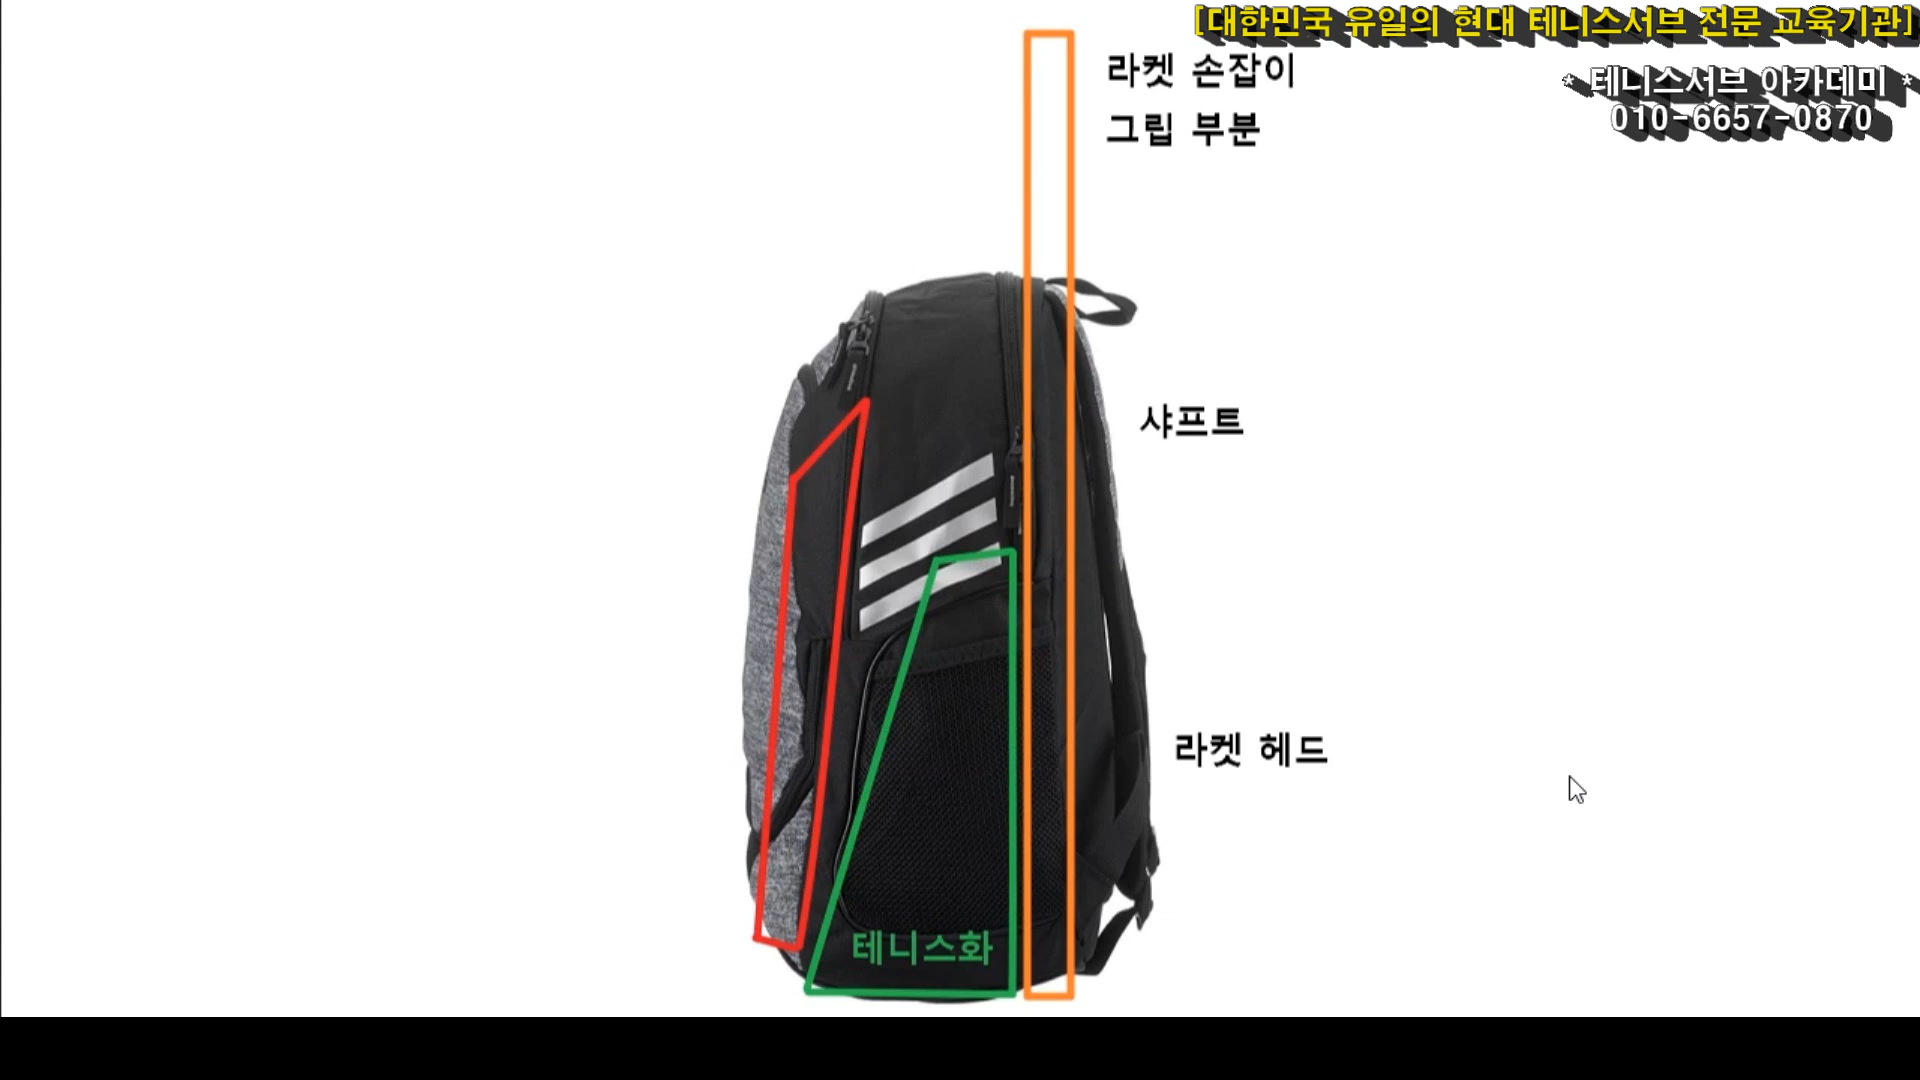 [대한민국 유일의 현대 테니스서브 전문 교육기관]
* 테니스서브 아카데미 *
010-6657-0870
라켓 손잡이
그립 부분
샤프트
라켓 헤드
테니스화